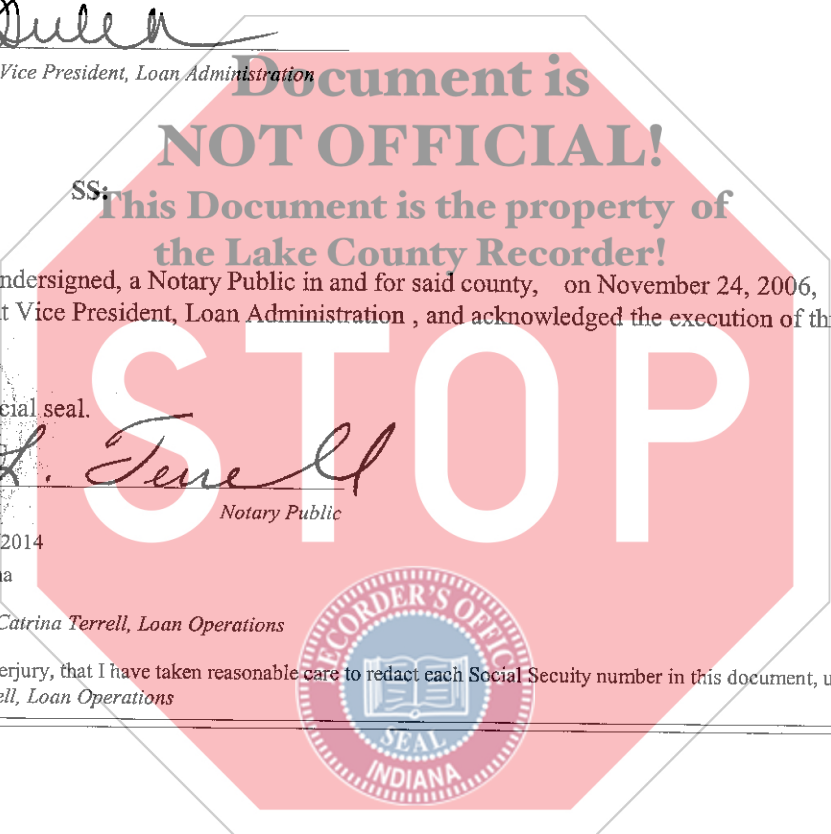 Vice President, Loan Administration
Document is
NOT OFFICIAL!
SS:
This Document is the property of
the Lake County Recorder!
ndersigned, a Notary Public in and for said county, on November 24, 2006,
t Vice President, Loan Administration , and acknowledged the execution of thi
STOP
cial seal.
L. Terrell
Notary Public
2014
na
Catrina Terrell, Loan Operations
RECORDER'S OFFICE
erjury, that I have taken reasonable care to redact each Social Secuity number in this document, u
ell, Loan Operations
SEAL
INDIANA